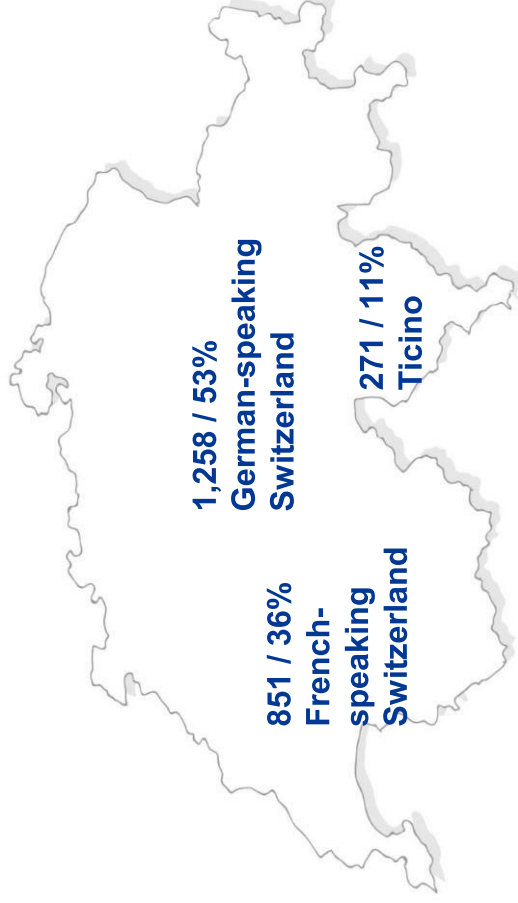 1,258 / 53%
German-speaking
Switzerland
851 / 36%
French-
speaking
Switzerland
271 / 11%
Ticino